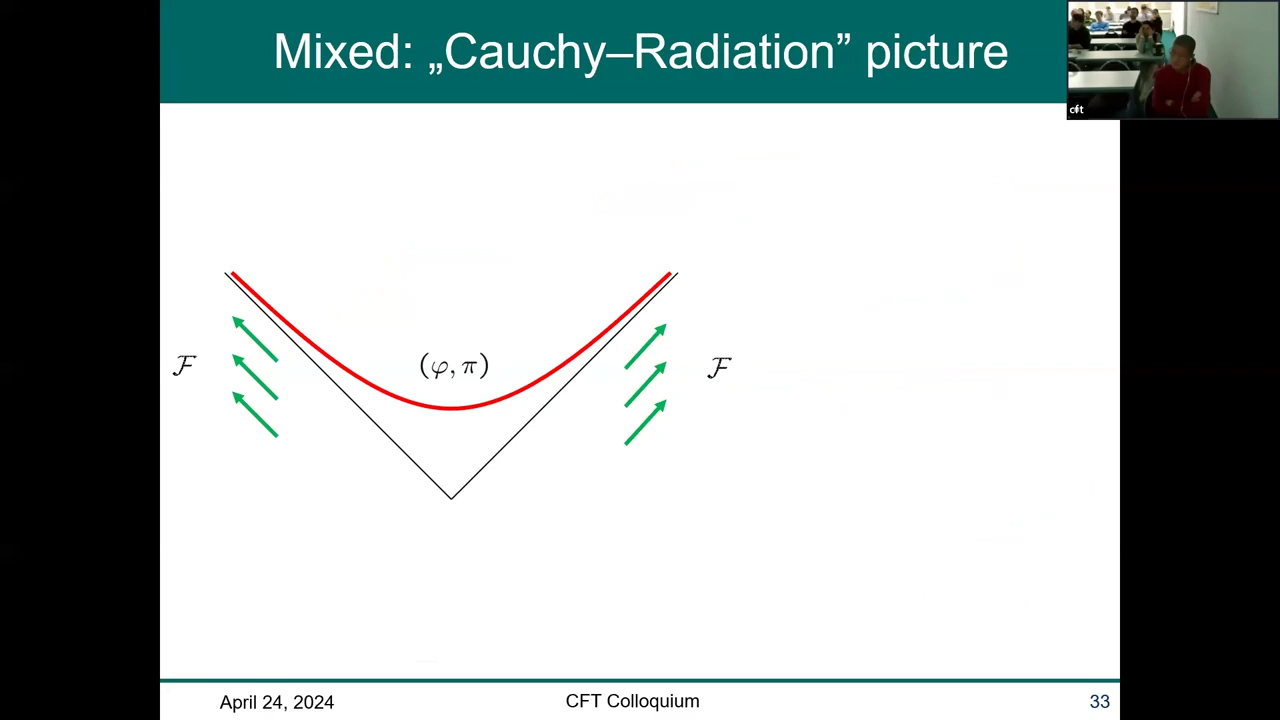 Mixed: „Cauchy–Radiation” picture
cft
(φ, π)
ℱ
ℱ
April 24, 2024
CFT Colloquium
33